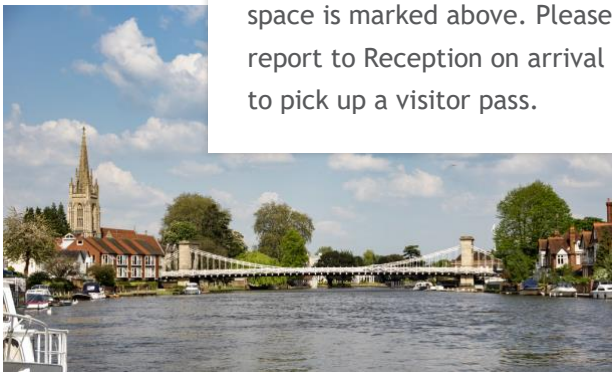 space is marked above. Please
report to Reception on arrival
to pick up a visitor pass.